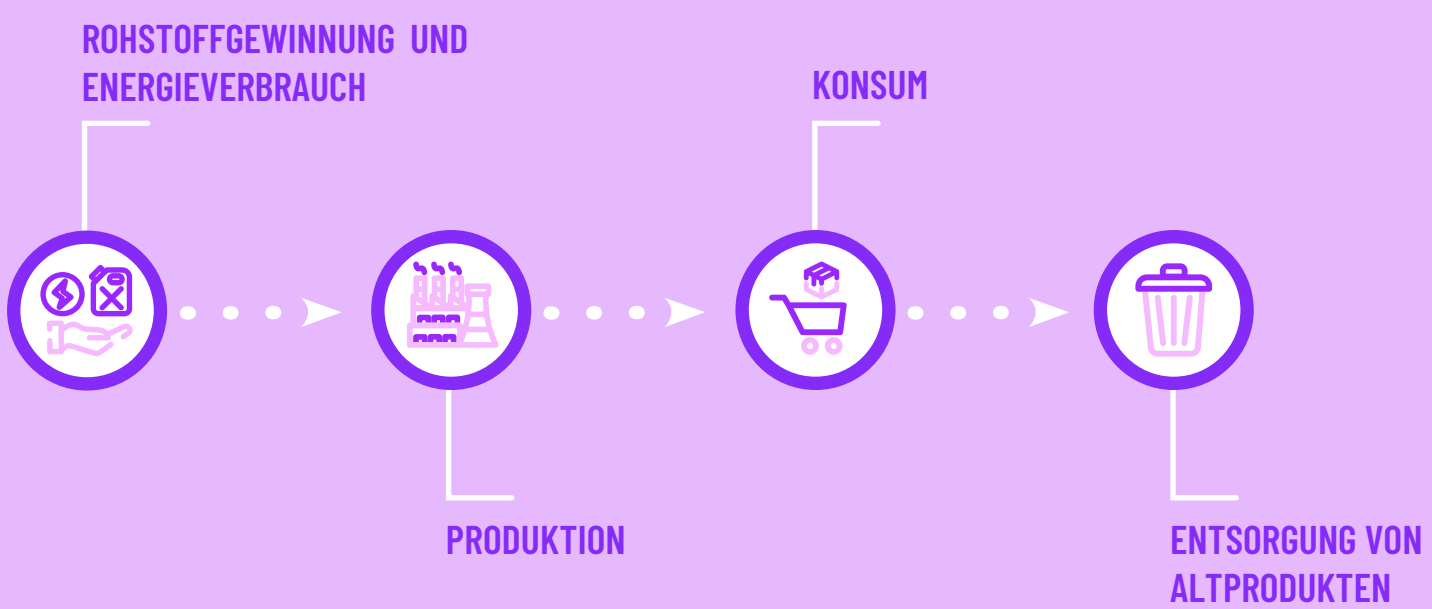 ROHSTOFFGEWINNUNG UND
ENERGIEVERBRAUCH
KONSUM
PRODUKTION
ENTSORGUNG VON
ALTPRODUKTEN